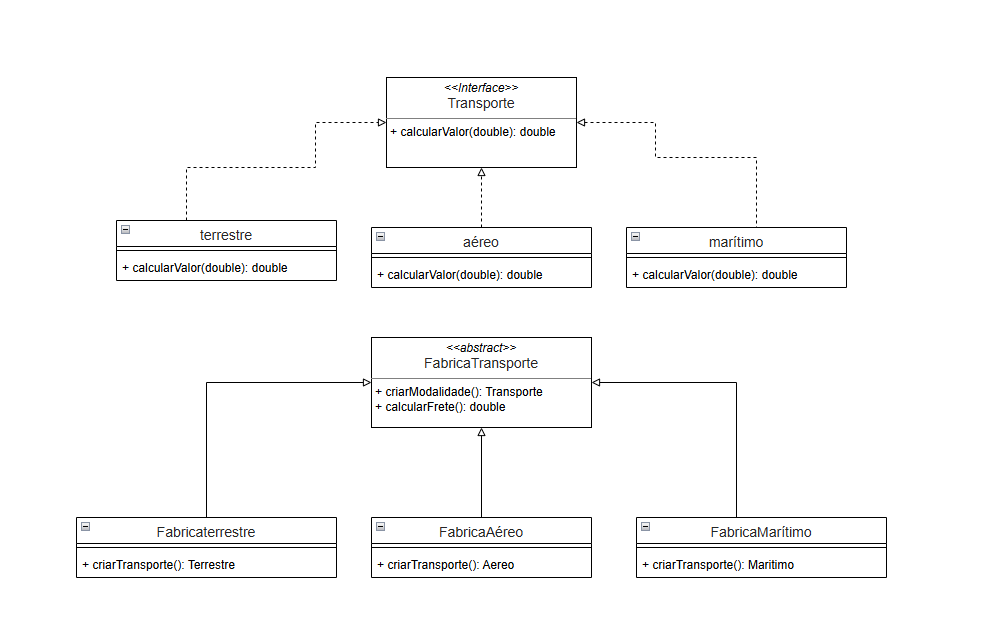 <<Interface>>
Transporte
+ calcularValor(double): double
terrestre
+ calcularValor(double): double
aéreo
+ calcularValor(double): double
marítimo
+ calcularValor(double): double
<<abstract>>
FabricaTransporte
+ criarModalidade(): Transporte
+ calcularFrete(): double
Fabricaterrestre
+ criarTransporte(): Terrestre
FabricaAéreo
+ criarTransporte(): Aereo
FabricaMarítimo
+ criarTransporte(): Maritimo